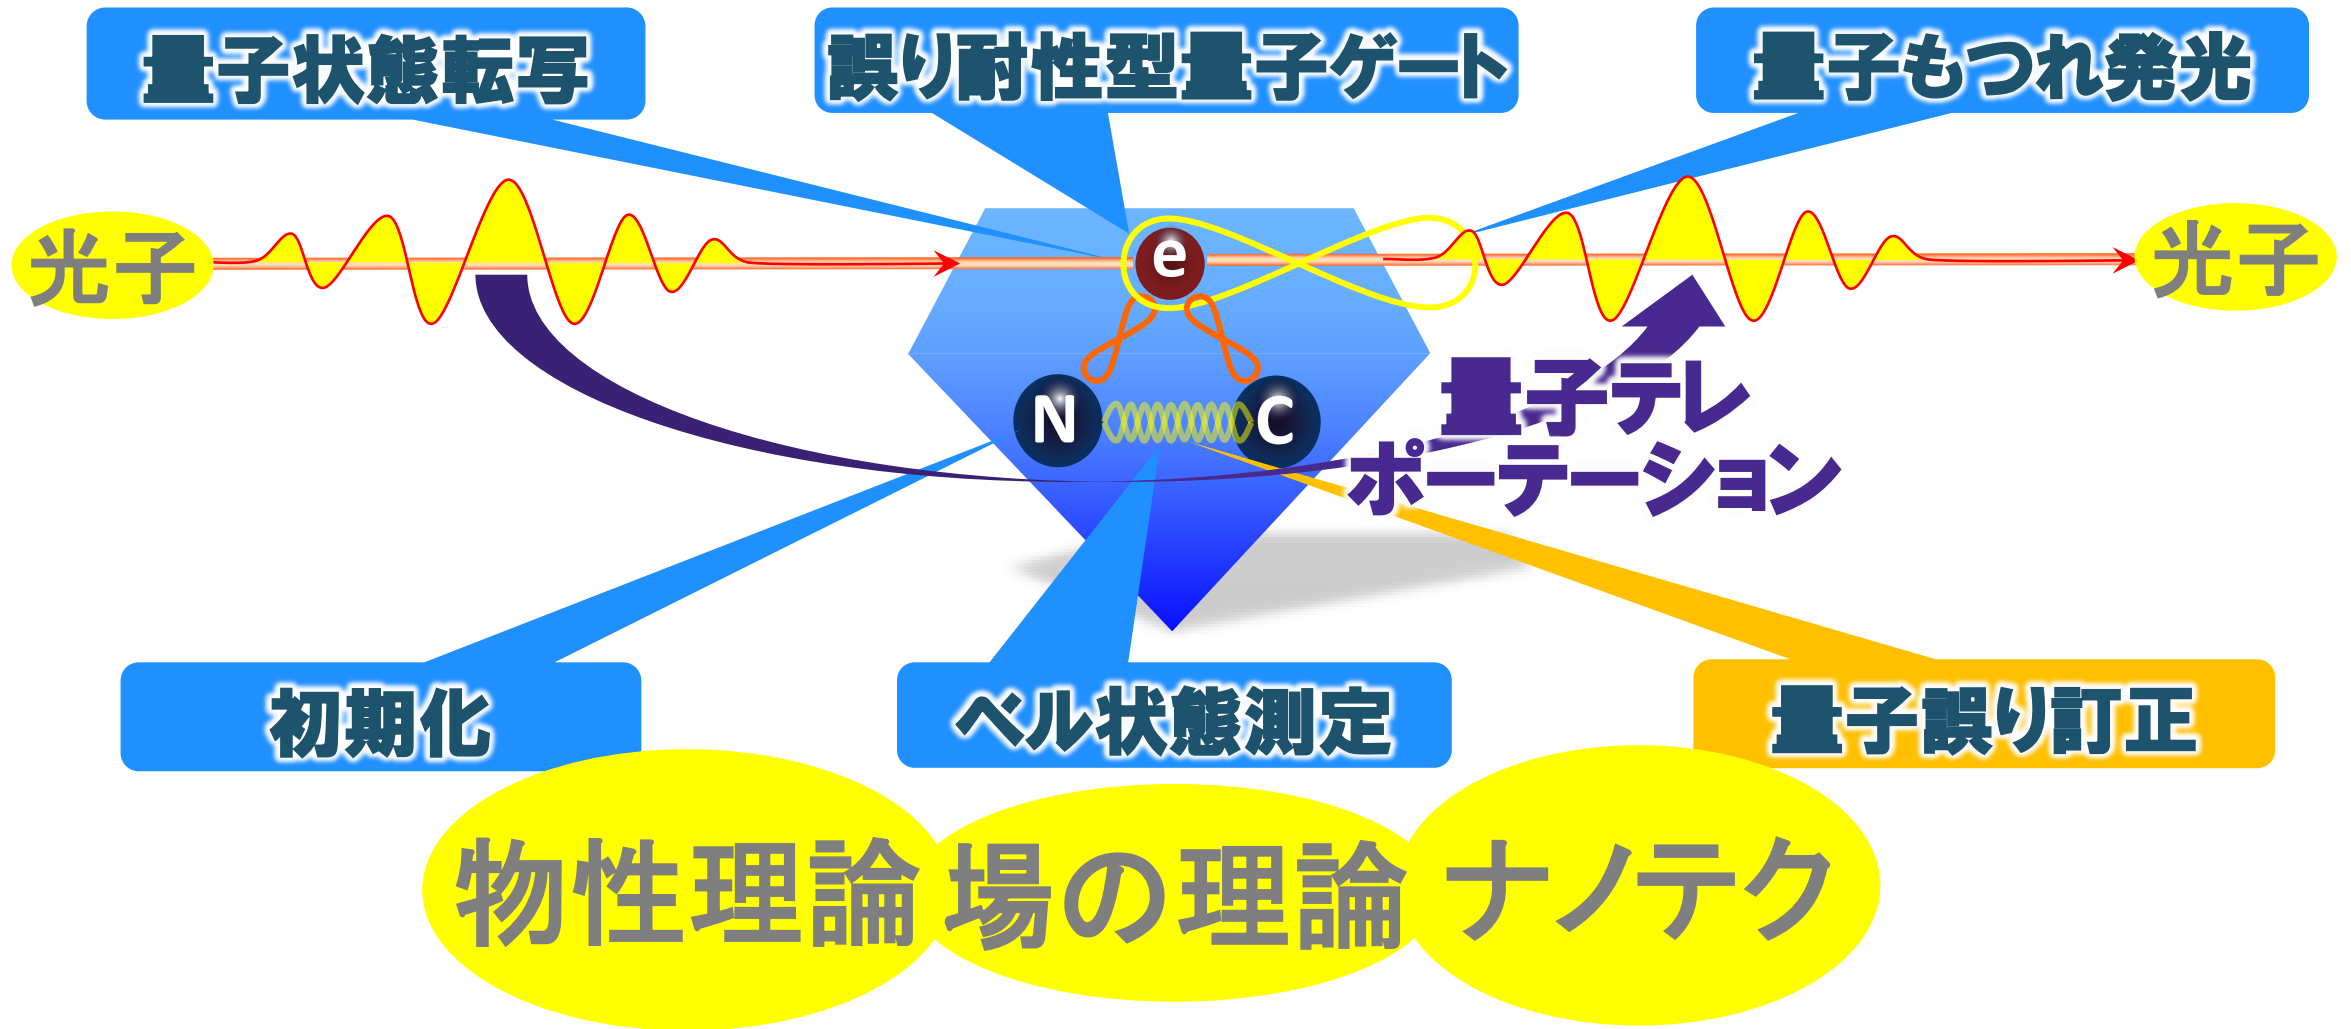 量子状態転写
誤り耐性型量子ゲート
量子もつれ発光
光子
e
光子
N
C
量子テレ
ポーテーション
初期化
ベル状態測定
量子誤り訂正
物性理論
場の理論
ナノテク